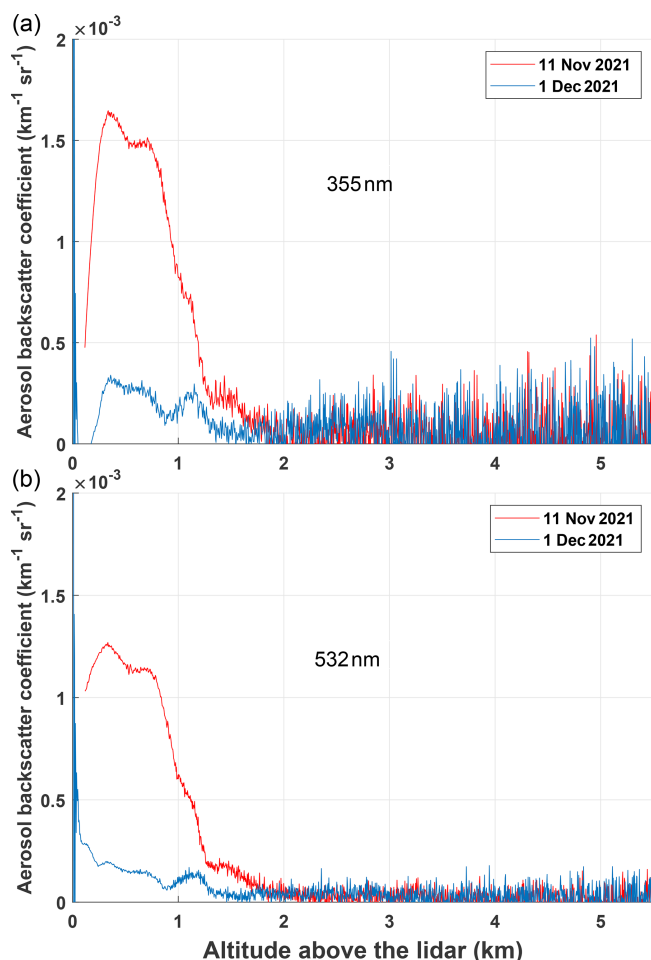 (a)
×10⁻³
2
1.5
1
0.5
0
0 1 2 3 4 5
Aerosol backscatter coefficient (km⁻¹ sr⁻¹)
11 Nov 2021
1 Dec 2021
355 nm
(b)
×10⁻³
2
1.5
1
0.5
0
0 1 2 3 4 5
Aerosol backscatter coefficient (km⁻¹ sr⁻¹)
11 Nov 2021
1 Dec 2021
532 nm
Altitude above the lidar (km)